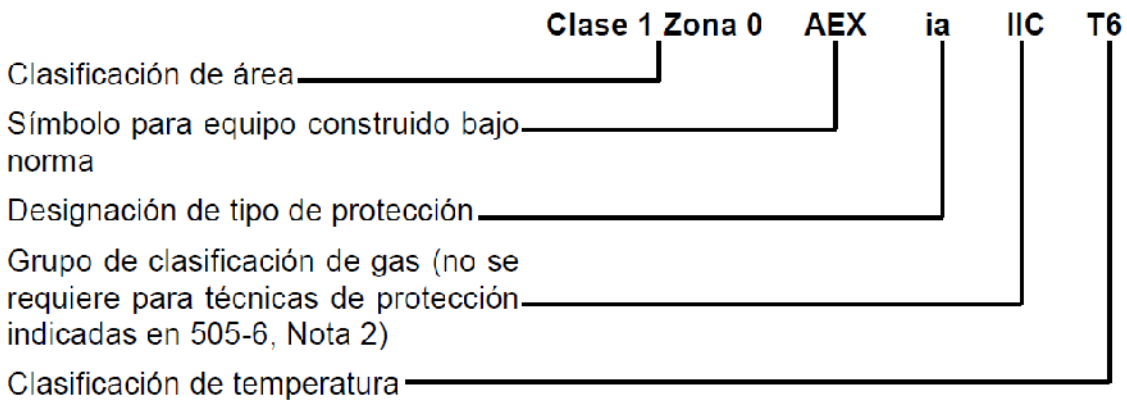 Clase 1 Zona 0 AEX ia IIC T6
Clasificación de área
Símbolo para equipo construido bajo
norma
Designación de tipo de protección
Grupo de clasificación de gas (no se
requiere para técnicas de protección
indicadas en 505-6, Nota 2)
Clasificación de temperatura